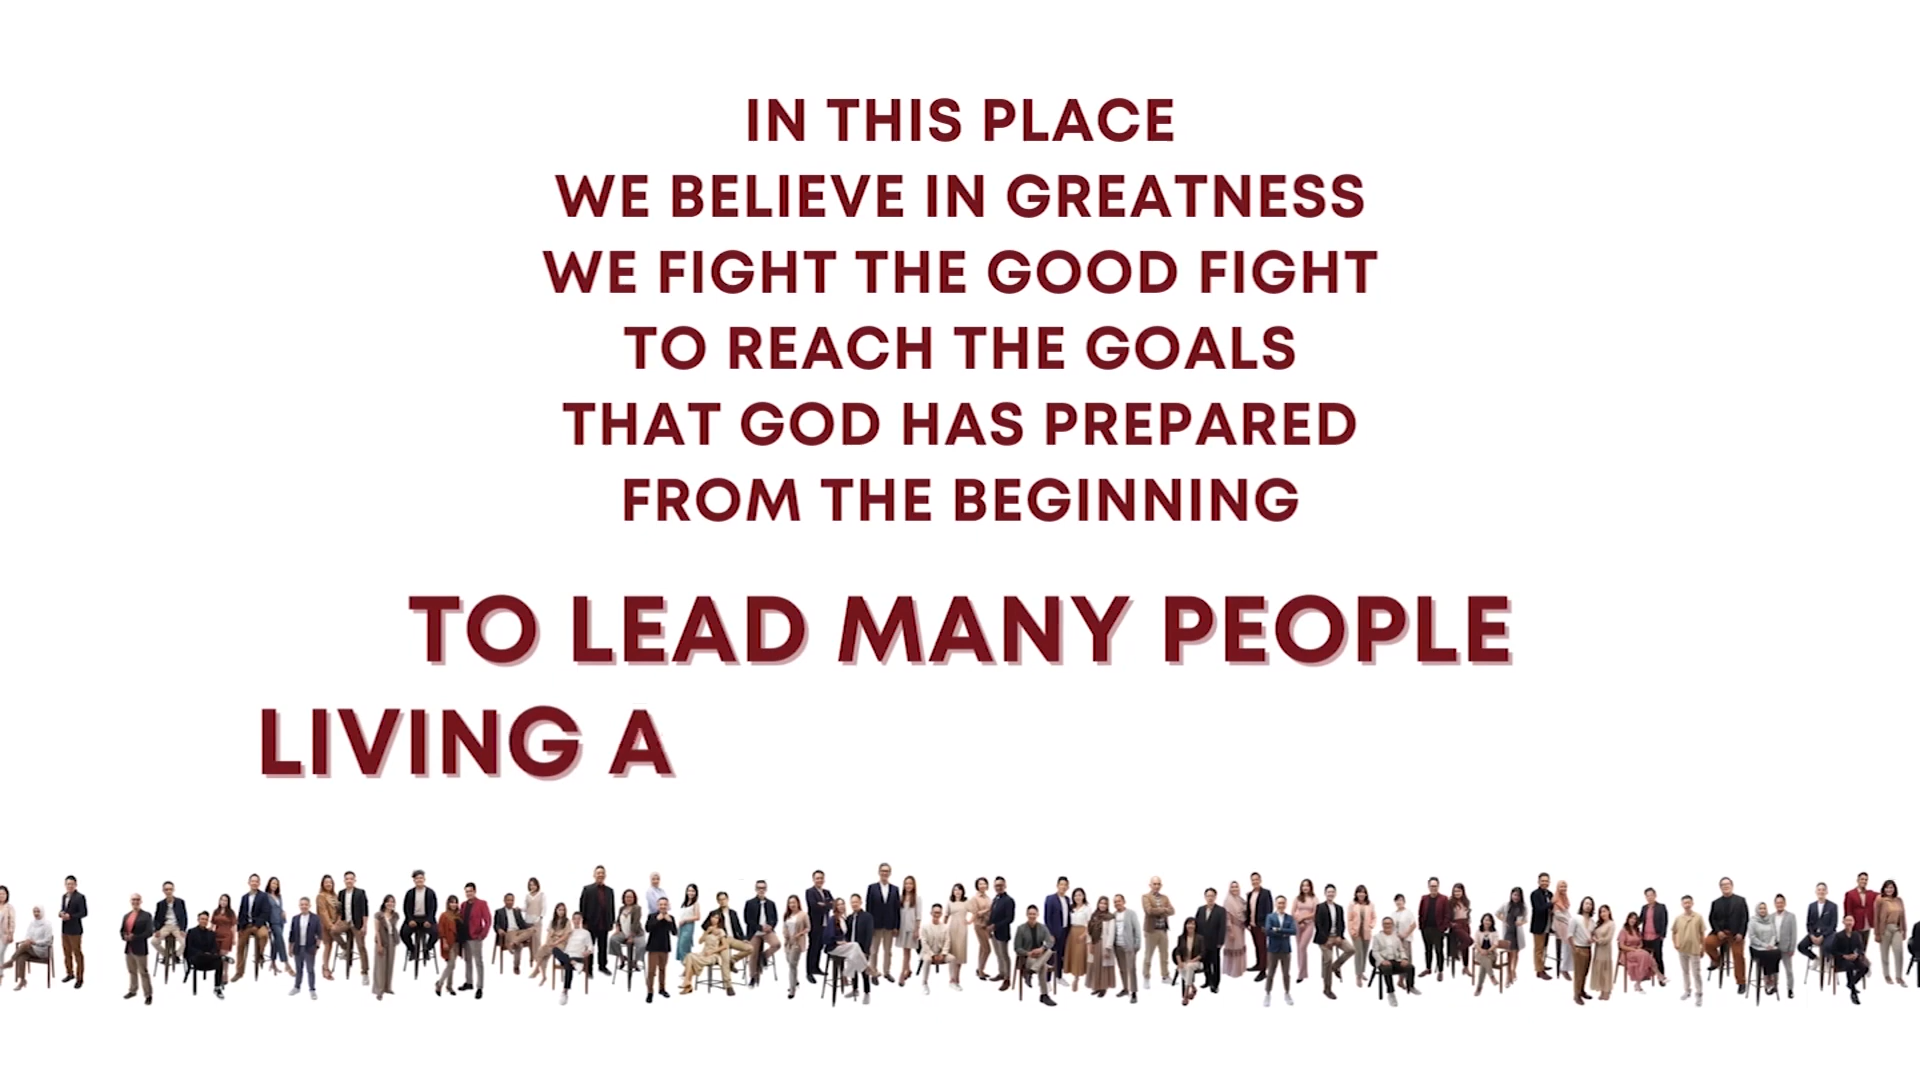 IN THIS PLACE
WE BELIEVE IN GREATNESS
WE FIGHT THE GOOD FIGHT
TO REACH THE GOALS
THAT GOD HAS PREPARED
FROM THE BEGINNING
TO LEAD MANY PEOPLE
LIVING A